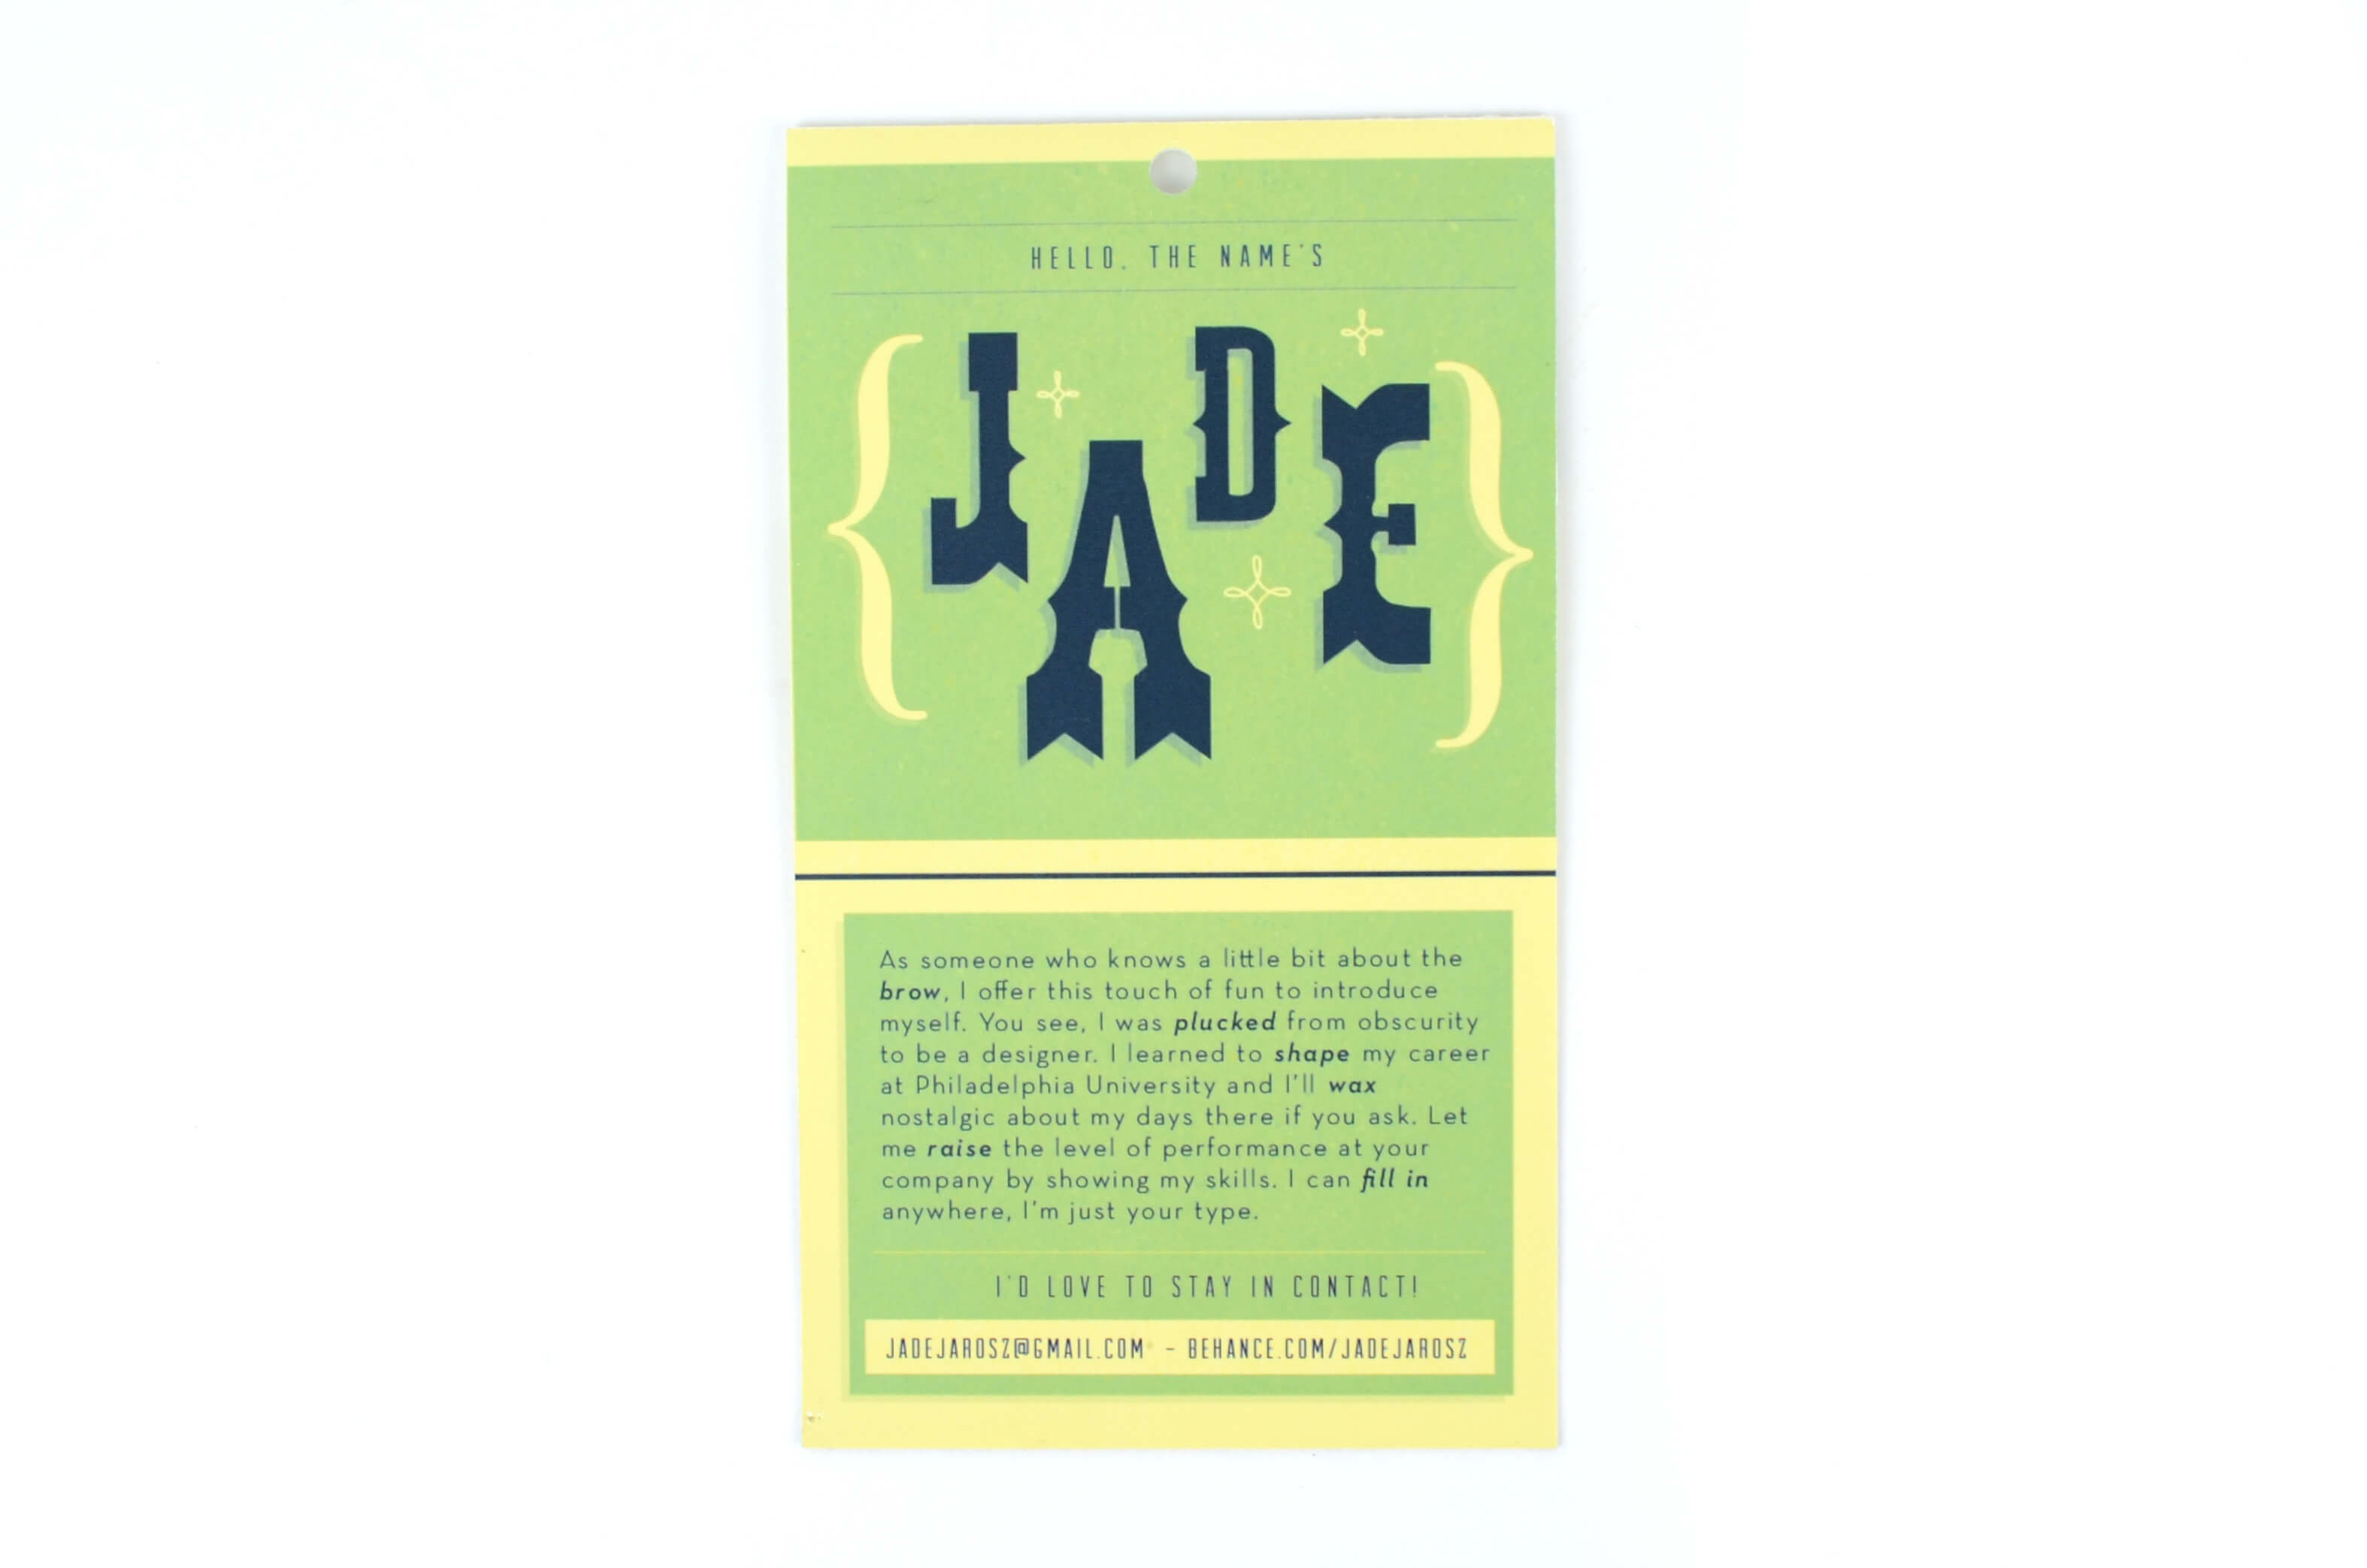 HELLO. THE NAME'S
JADE
As someone who knows a little bit about the
brow, I offer this touch of fun to introduce
myself. You see, I was plucked from obscurity
to be a designer. I learned to shape my career
at Philadelphia University and I'll wax
nostalgic about my days there if you ask. Let
me raise the level of performance at your
company by showing my skills. I can fill in
anywhere, I'm just your type.
I'D LOVE TO STAY IN CONTACT!
JADEJAROSZ@GMAIL.COM - BEHANCE.COM/JADEJAROSZ